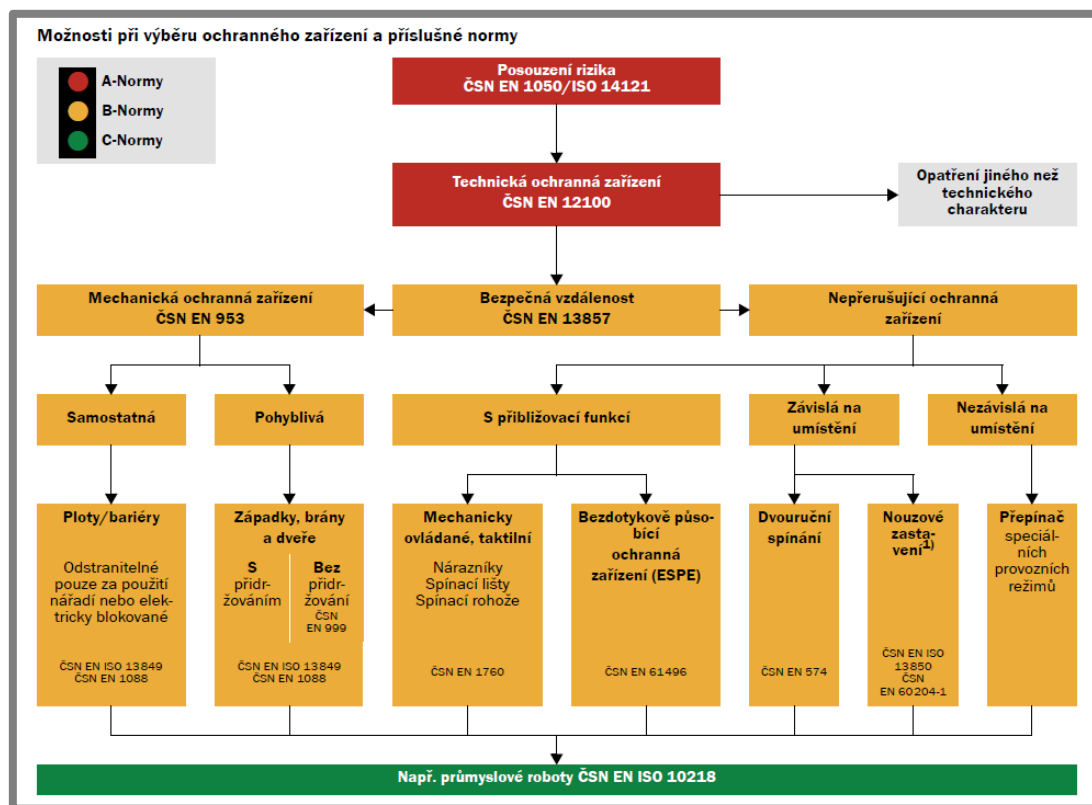 Možnosti při výběru ochranného zařízení a příslušné normy
A-Normy
B-Normy
C-Normy
Posouzení rizika
ČSN EN 1050/ISO 14121
Technická ochranná zařízení
ČSN EN 12100
Opatření jiného než
technického
charakteru
Mechanická ochranná zařízení
ČSN EN 953
Bezpečná vzdálenost
ČSN EN 13857
Nepřerušující ochranná
zařízení
Samostatná
Pohyblivá
S přibližovací funkcí
Závislá na
umístění
Nezávislá na
umístění
Ploty/bariéry
Odstranitelné
pouze za použití
nářadí nebo elek-
tricky blokované
ČSN EN ISO 13849
ČSN EN 1088
Západky, brány
a dveře
S
přidr-
žováním
Bez
přidr-
žování
ČSN
EN 999
ČSN EN ISO 13849
ČSN EN 1088
Mechanicky
ovládané, taktilní
Nárazníky
Spínací lišty
Spínací rohože
ČSN EN 1760
Bezdotykově půso-
bící
ochranná
zařízení (ESPE)
ČSN EN 61496
Dvouruční
spínání
ČSN EN 574
Nouzové
zasta-
vení1)
ČSN EN ISO
13850
ČSN
EN 60204-1
Přepínač
speciál-
ních
provozních
režimů
Např. průmyslové roboty ČSN EN ISO 10218